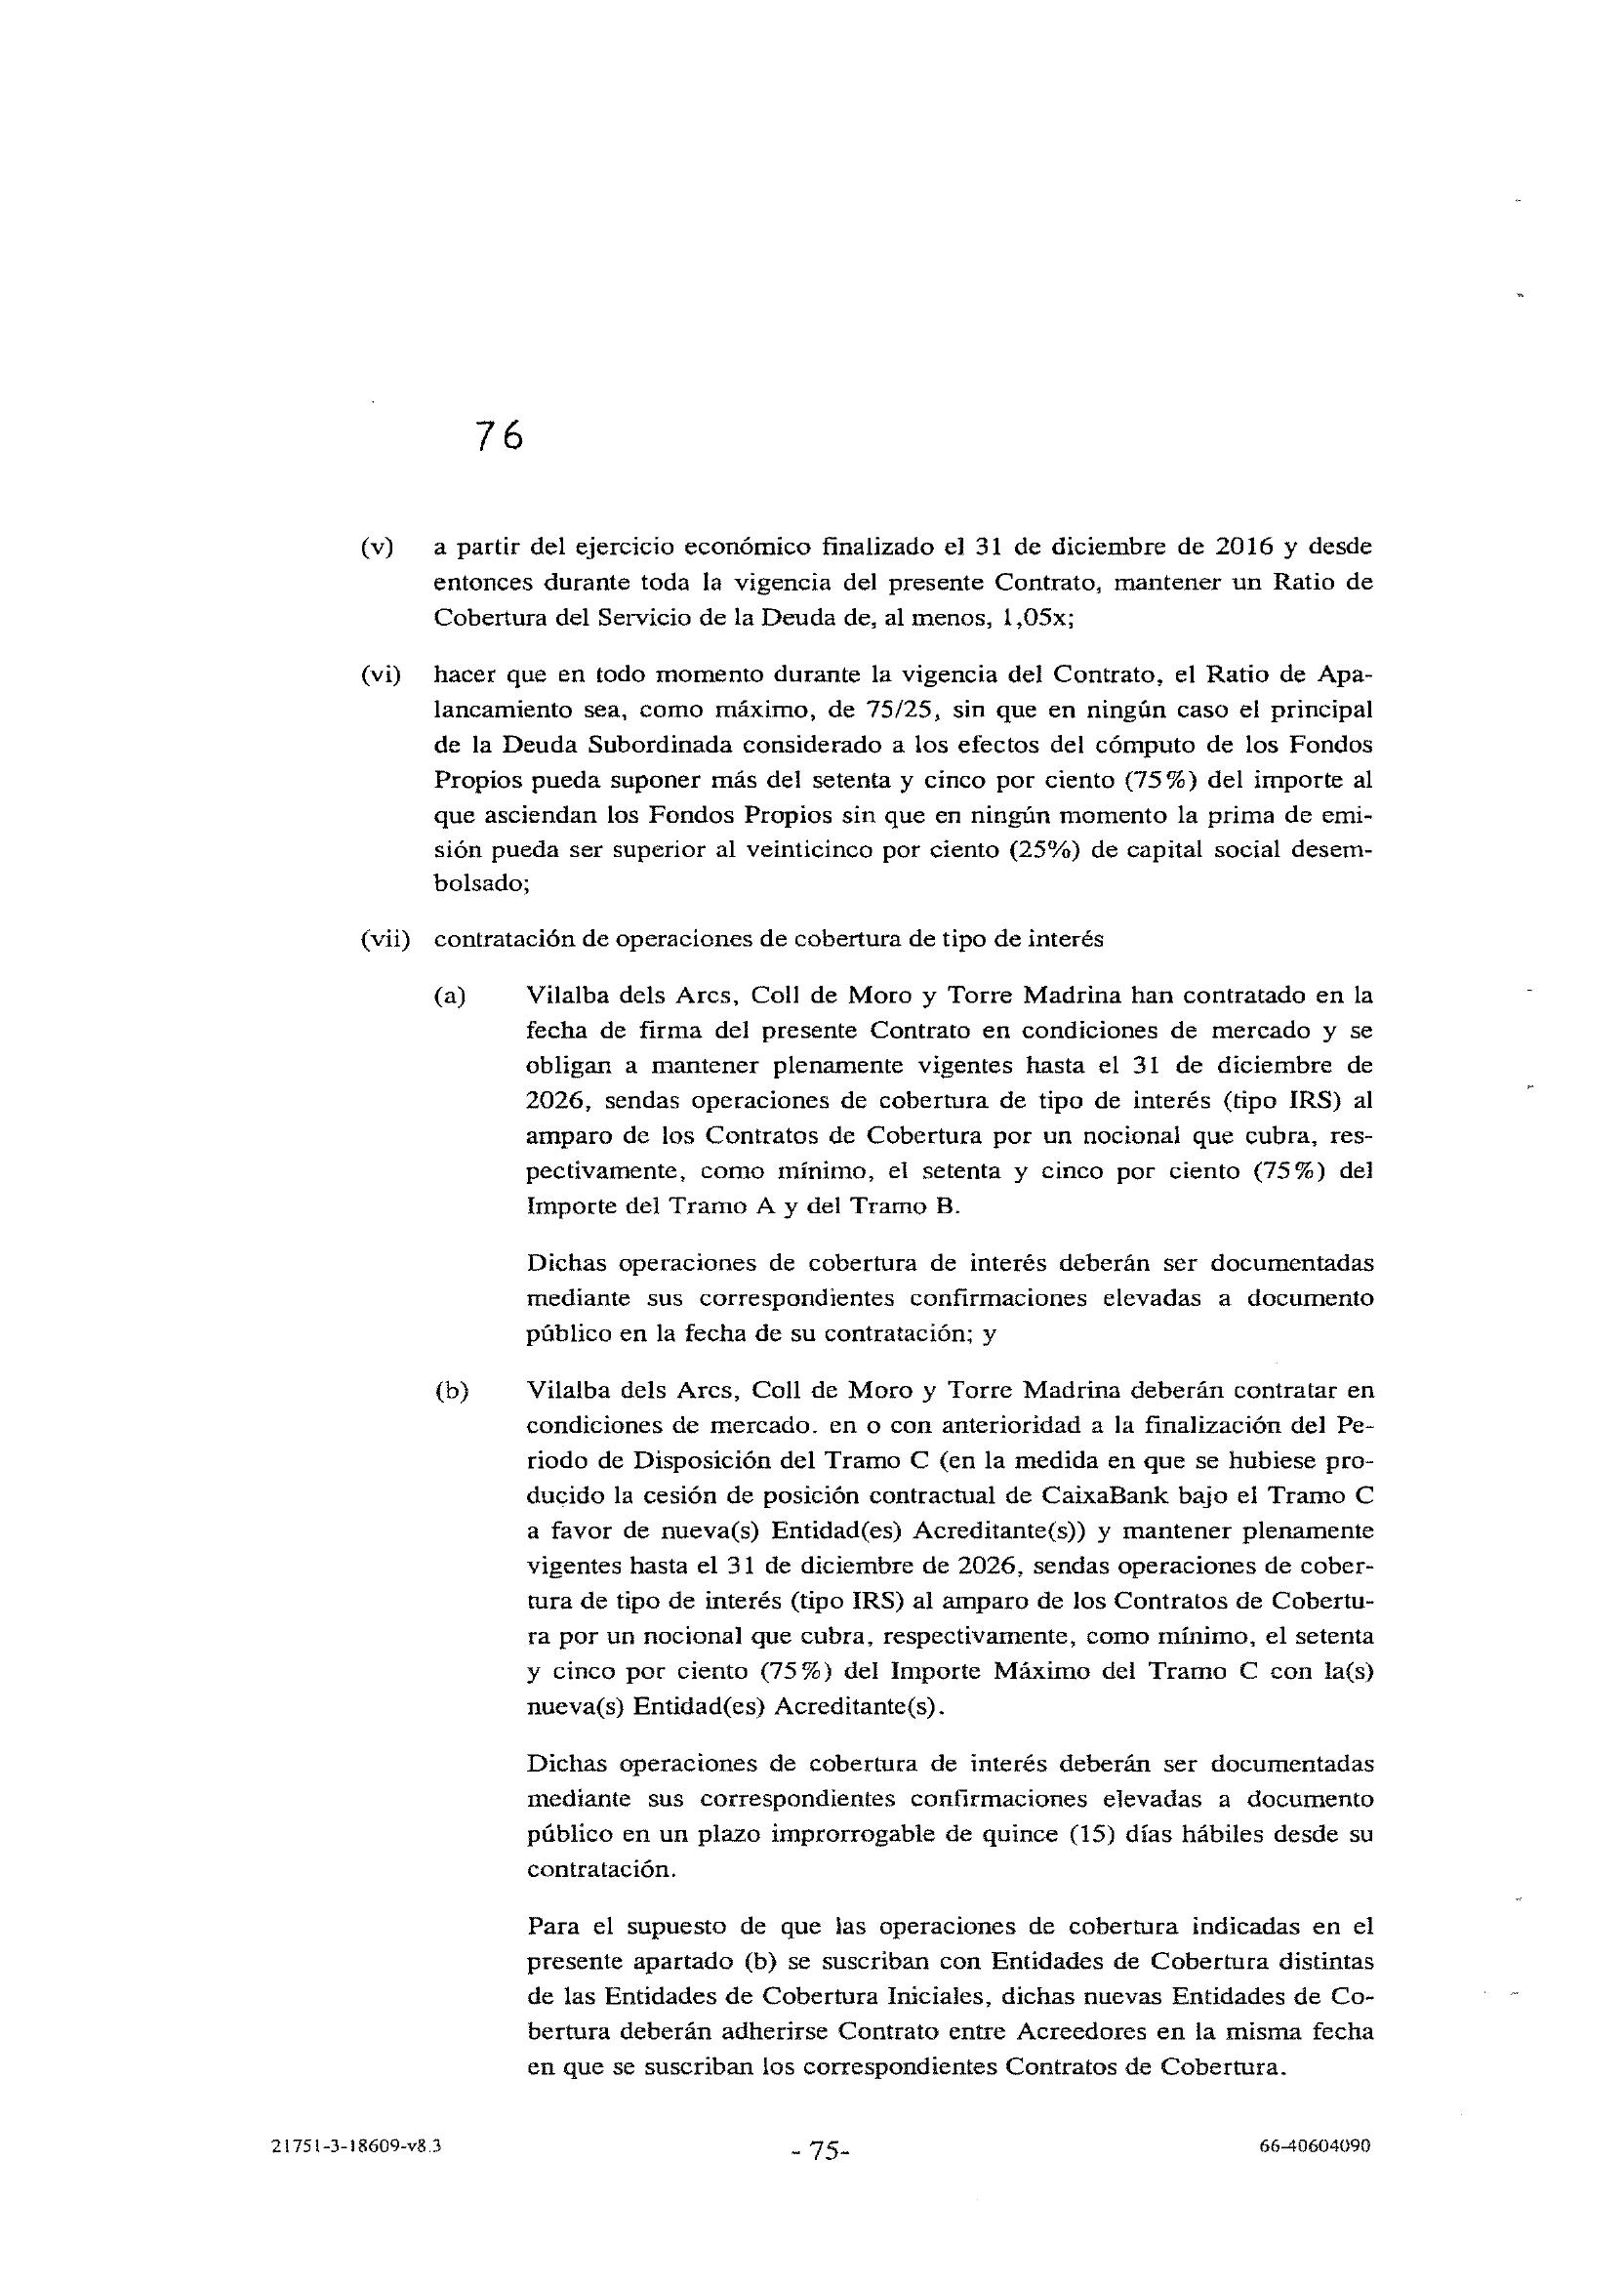 76
(v) a partir del ejercicio económico finalizado el 31 de diciembre de 2016 y desde
entonces durante toda la vigencia del presente Contrato, mantener un Ratio de
Cobertura del Servicio de la Deuda de, al menos, 1,05x;
(vi) hacer que en todo momento durante la vigencia del Contrato, el Ratio de Apa-
lancamiento sea, como máximo, de 75/25, sin que en ningún caso el principal
de la Deuda Subordinada considerado a los efectos del cómputo de los Fondos
Propios pueda suponer más del setenta y cinco por ciento (75%) del importe al
que asciendan los Fondos Propios sin que en ningún momento la prima de emi-
sión pueda ser superior al veinticinco por ciento (25%) de capital social desem-
bolsado;
(vii) contratación de operaciones de cobertura de tipo de interés
(a) Vilalba dels Arcs, Coll de Moro y Torre Madrina han contratado en la
fecha de firma del presente Contrato en condiciones de mercado y se
obligan a mantener plenamente vigentes hasta el 31 de diciembre de
2026, sendas operaciones de cobertura de tipo de interés (tipo IRS) al
amparo de los Contratos de Cobertura por un nocional que cubra, res-
pectivamente, como mínimo, el setenta y cinco por ciento (75%) del
Importe del Tramo A y del Tramo B.
Dichas operaciones de cobertura de interés deberán ser documentadas
mediante sus correspondientes confirmaciones elevadas a documento
público en la fecha de su contratación; y
(b) Vilalba dels Arcs, Coll de Moro y Torre Madrina deberán contratar en
condiciones de mercado. en o con anterioridad a la finalización del Pe-
riodo de Disposición del Tramo C (en la medida en que se hubiese pro-
ducido la cesión de posición contractual de CaixaBank bajo el Tramo C
a favor de nueva(s) Entidad(es) Acreditante(s)) y mantener plenamente
vigentes hasta el 31 de diciembre de 2026, sendas operaciones de cober-
tura de tipo de interés (tipo IRS) al amparo de los Contratos de Cobertu-
ra por un nocional que cubra, respectivamente, como mínimo, el setenta
y cinco por ciento (75%) del Importe Máximo del Tramo C con la(s)
nueva(s) Entidad(es) Acreditante(s).
Dichas operaciones de cobertura de interés deberán ser documentadas
mediante sus correspondientes confirmaciones elevadas a documento
público en un plazo improrrogable de quince (15) días hábiles desde su
contratación.
Para el supuesto de que las operaciones de cobertura indicadas en el
presente apartado (b) se suscriban con Entidades de Cobertura distintas
de las Entidades de Cobertura Iniciales, dichas nuevas Entidades de Co-
bertura deberán adherirse Contrato entre Acreedores en la misma fecha
en que se suscriban los correspondientes Contratos de Cobertura.
21751-3-18609-v8.3 - 75- 66-40604090